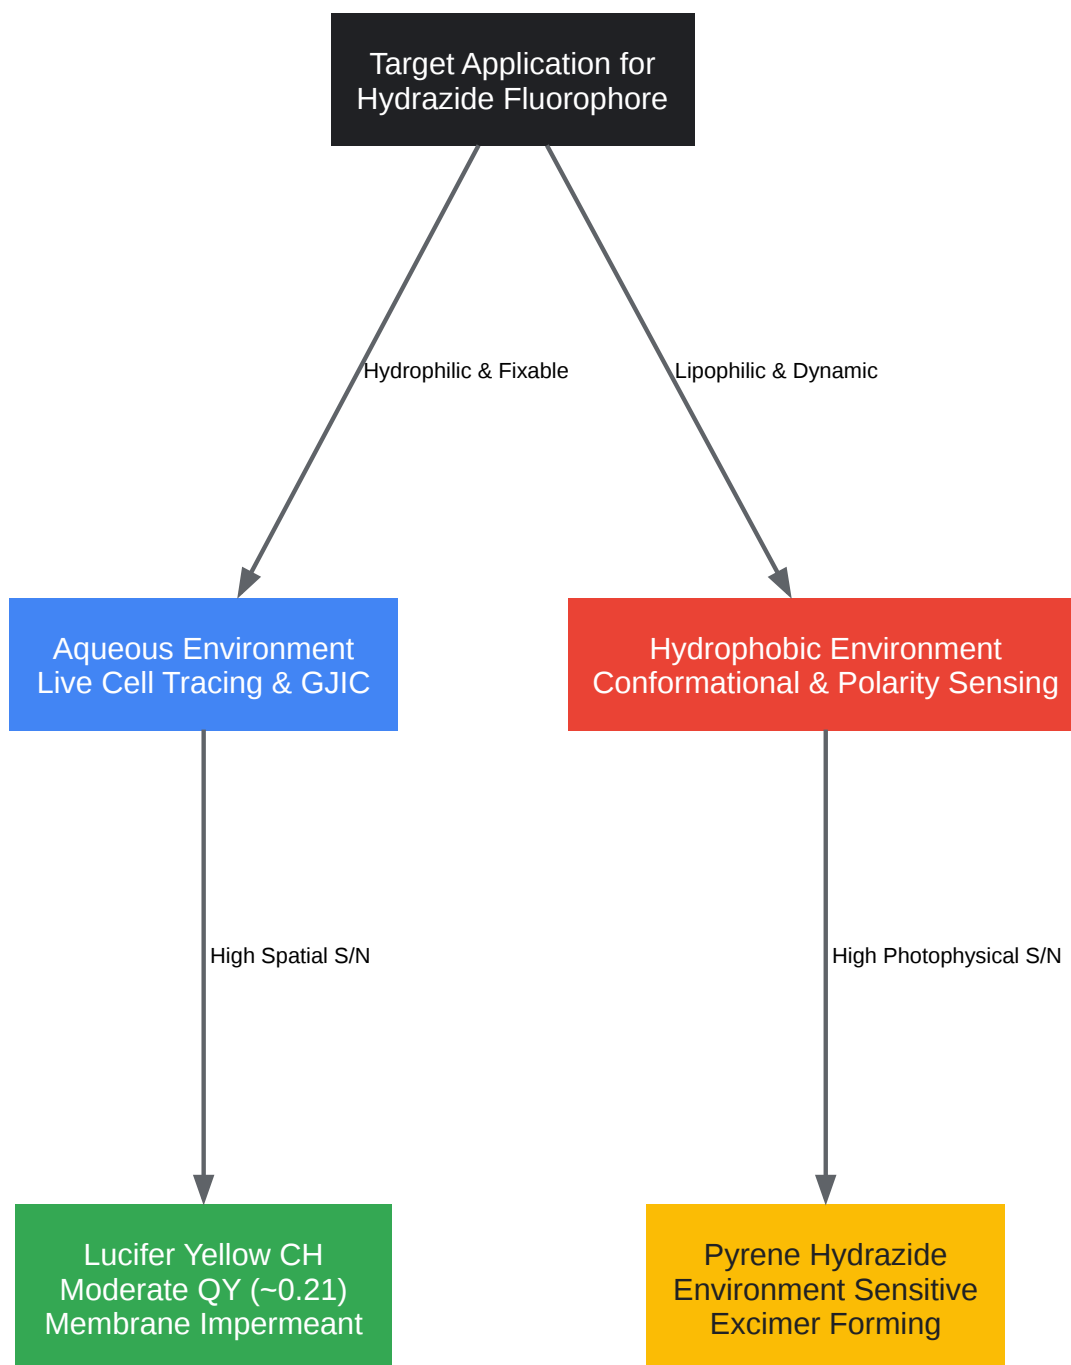 Target Application for
Hydrazide Fluorophore
Hydrophilic & Fixable
Lipophilic & Dynamic
Aqueous Environment
Live Cell Tracing & GJIC
Hydrophobic Environment
Conformational & Polarity Sensing
High Spatial S/N
High Photophysical S/N
Lucifer Yellow CH
Moderate QY (~0.21)
Membrane Impermeant
Pyrene Hydrazide
Environment Sensitive
Excimer Forming